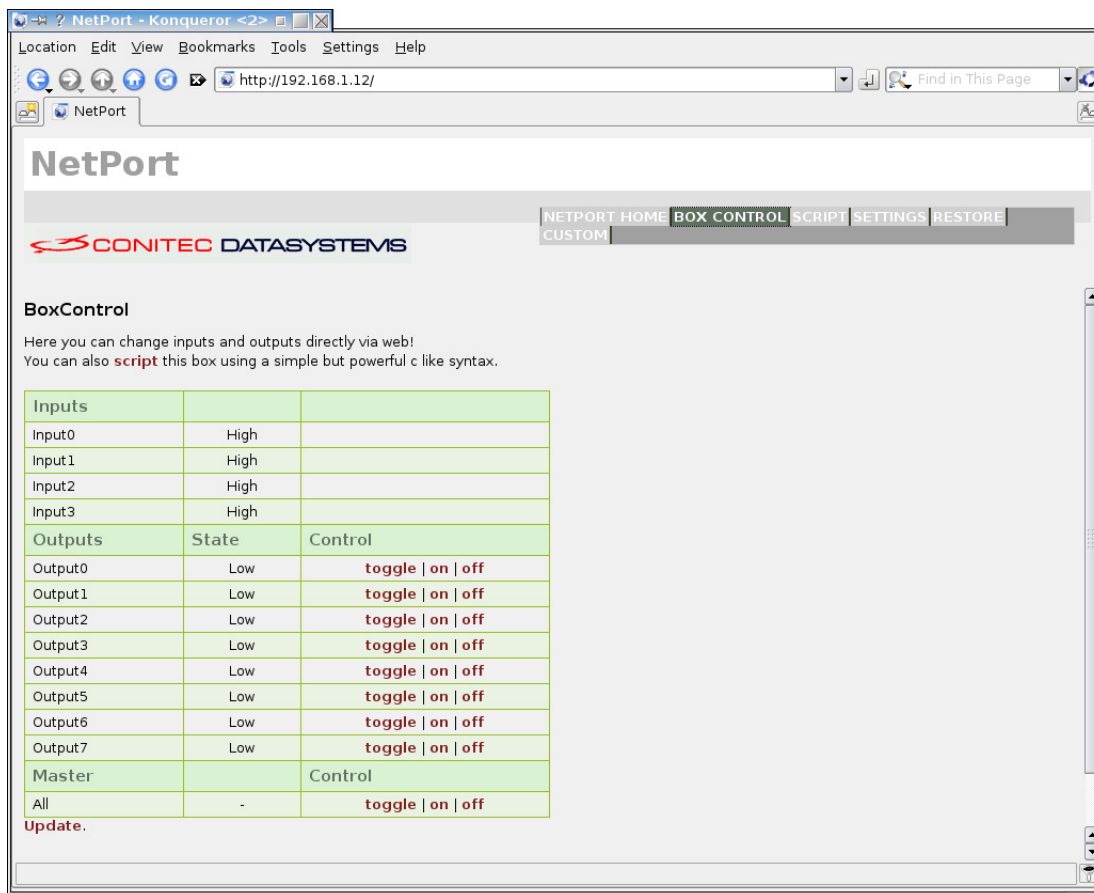 ? NetPort - Konqueror <2>
Location Edit View Bookmarks Tools Settings Help
http://192.168.1.12/ Find in This Page
NetPort
NetPort
NETPORT HOME BOX CONTROL SCRIPT SETTINGS RESTORE
CUSTOM
CONITEC DATASYSTEMS
BoxControl
Here you can change inputs and outputs directly via web!
You can also script this box using a simple but powerful c like syntax.
Inputs
Input0 High
Input1 High
Input2 High
Input3 High
Outputs State Control
Output0 Low toggle | on | off
Output1 Low toggle | on | off
Output2 Low toggle | on | off
Output3 Low toggle | on | off
Output4 Low toggle | on | off
Output5 Low toggle | on | off
Output6 Low toggle | on | off
Output7 Low toggle | on | off
Master Control
All - toggle | on | off
Update.